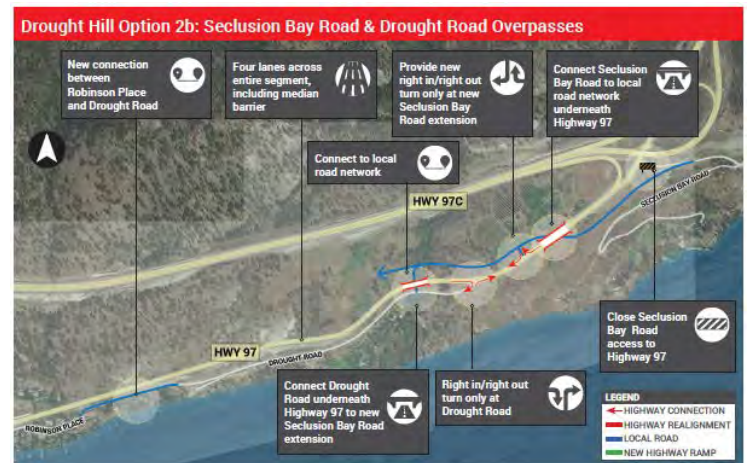 Drought Hill Option 2b: Seclusion Bay Road & Drought Road Overpasses
New connection
between
Robinson Place
and Drought Road
Four lanes across
entire segment,
including median
barrier
Provide new
right in/right out
turn only at new
Seclusion Bay
Road extension
Connect Seclusion
Bay Road to local
road network
underneath
Highway 97
Connect to local
road network
HWY 97C
SECLUSION BAY ROAD
HWY 97
DROUGHT ROAD
ROBINSON PLACE
Close Seclusion
Bay Road
access to
Highway 97
Connect Drought
Road underneath
Highway 97 to new
Seclusion Bay Road
extension
Right in/right out
turn only at
Drought Road
LEGEND
HIGHWAY CONNECTION
HIGHWAY REALIGNMENT
LOCAL ROAD
NEW HIGHWAY RAMP